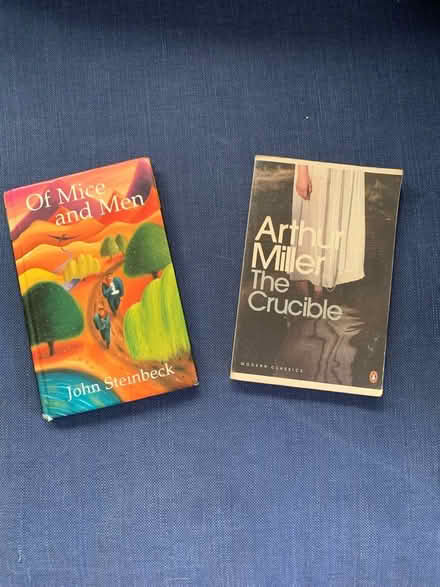 Of Mice
and Men
John Steinbeck
Arthur
Miller
The
Crucible
MODERN CLASSICS